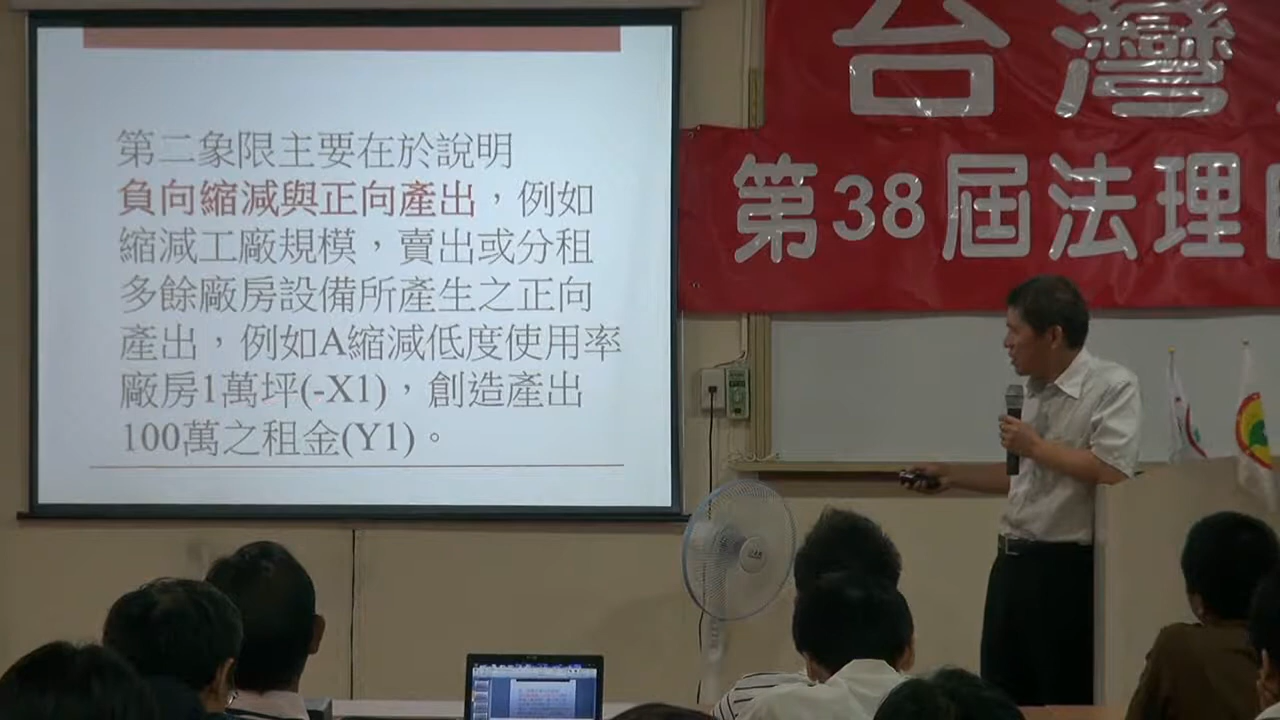 第二象限主要在於說明
負向縮減與正向產出，例如
縮減工廠規模，賣出或分租
多餘廠房設備所產生之正向
產出，例如A縮減低度使用率
廠房1萬坪(-X1)，創造產出
100萬之租金(Y1)。
台灣
第38屆法理